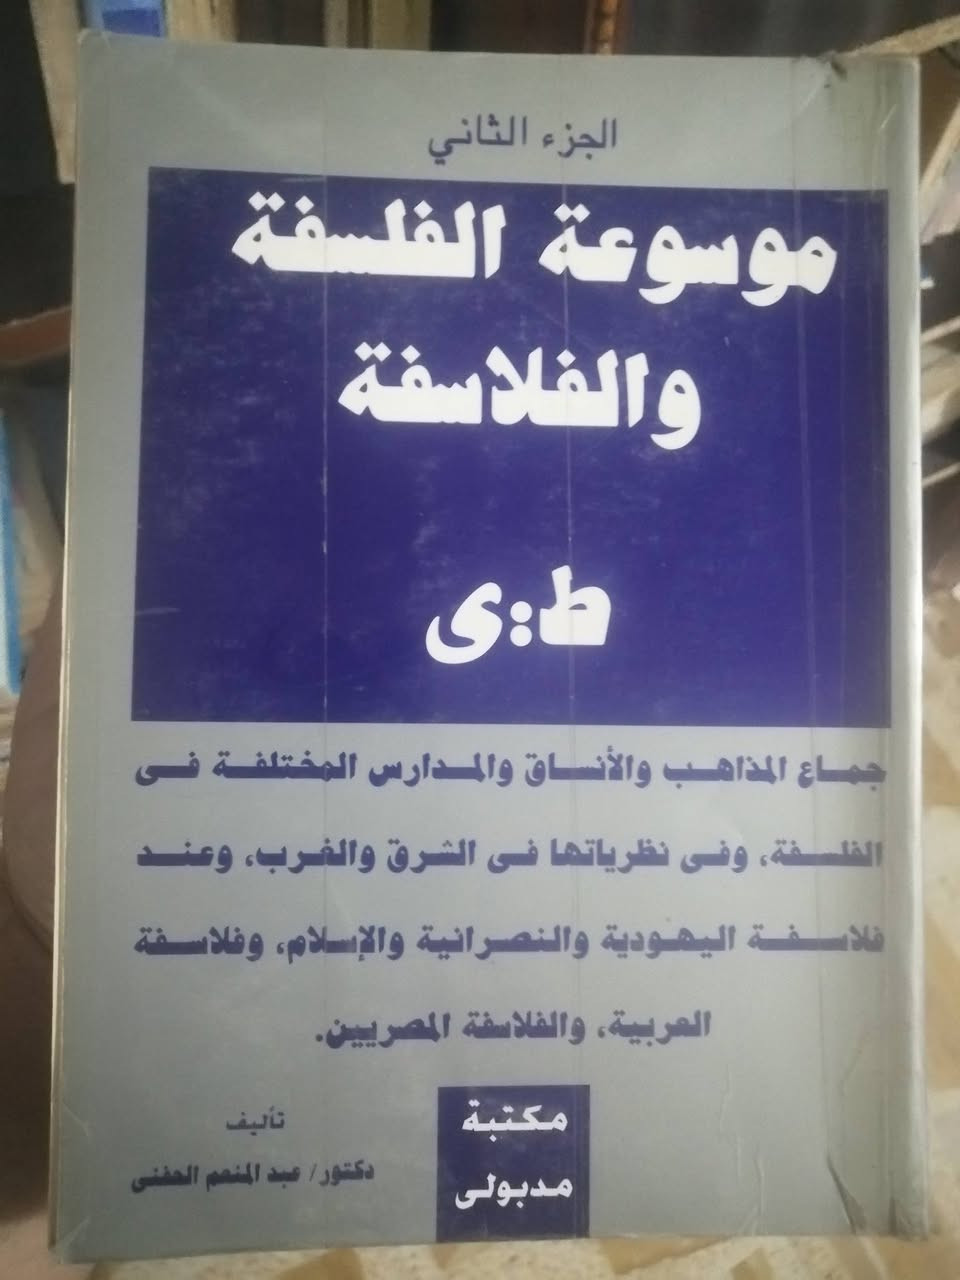 الجزء الثاني
موسوعة الفلسفة
والفلاسفة
ط:ى
جماع المذاهب والأنساق والمدارس المختلفة فى
الفلسفة، وفى نظرياتها فى الشرق والغرب، وعند
فلاسفة اليهودية والنصرانية والإسلام، وفلاسفة
العربية، والفلاسفة المصريين.
تأليف
دكتور/ عبد المنعم الحفنى
مكتبة
مدبولى